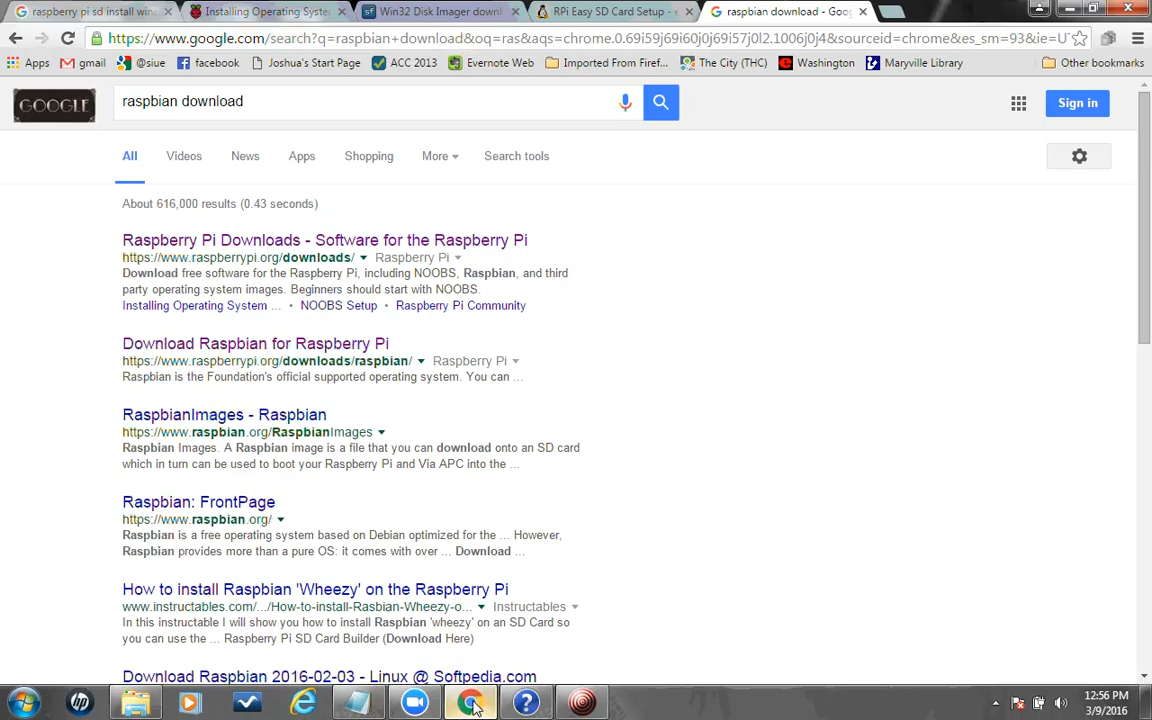 raspberry pi sd install wind
Installing Operating Syste
Win32 Disk Imager downl
RPi Easy SD Card Setup - e
raspbian download - Goo
https://www.google.com/search?q=raspbian+download&oq=ras&aqs=chrome.0.69i59j69i60j0j69i57j0l2.1006j0j4&sourceid=chrome&es_sm=93&ie=U
Apps
gmail
@siue
facebook
Joshua's Start Page
ACC 2013
Evernote Web
Imported From Firef...
The City (THC)
Washington
Maryville Library
Other bookmarks
GOOGLE
raspbian download
Sign in
All
Videos
News
Apps
Shopping
More
Search tools
About 616,000 results (0.43 seconds)
Raspberry Pi Downloads - Software for the Raspberry Pi
https://www.raspberrypi.org/downloads/ Raspberry Pi
Download free software for the Raspberry Pi, including NOOBS, Raspbian, and third
party operating system images. Beginners should start with NOOBS.
Installing Operating System ... • NOOBS Setup • Raspberry Pi Community
Download Raspbian for Raspberry Pi
https://www.raspberrypi.org/downloads/raspbian/ Raspberry Pi
Raspbian is the Foundation's official supported operating system. You can ...
RaspbianImages - Raspbian
https://www.raspbian.org/RaspbianImages
Raspbian Images. A Raspbian image is a file that you can download onto an SD card
which in turn can be used to boot your Raspberry Pi and Via APC into the ...
Raspbian: FrontPage
https://www.raspbian.org/
Raspbian is a free operating system based on Debian optimized for the ... However,
Raspbian provides more than a pure OS: it comes with over ... Download ...
How to install Raspbian 'Wheezy' on the Raspberry Pi
www.instructables.com/.../How-to-install-Rasbian-Wheezy-o... Instructables
In this instructable I will show you how to install Raspbian 'wheezy' on an SD Card so
you can use the ... Raspberry Pi SD Card Builder (Download Here)
Download Raspbian 2016-02-03 - Linux @ Softpedia.com
12:56 PM
3/9/2016